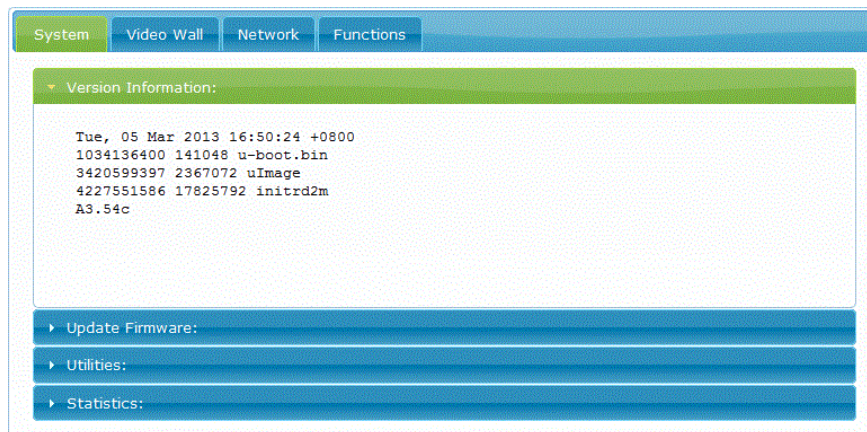 System Video Wall Network Functions
Version Information:
Tue, 05 Mar 2013 16:50:24 +0800
1034136400 141048 u-boot.bin
3420599397 2367072 uImage
4227551586 17825792 initrd2m
A3.54c
Update Firmware:
Utilities:
Statistics: